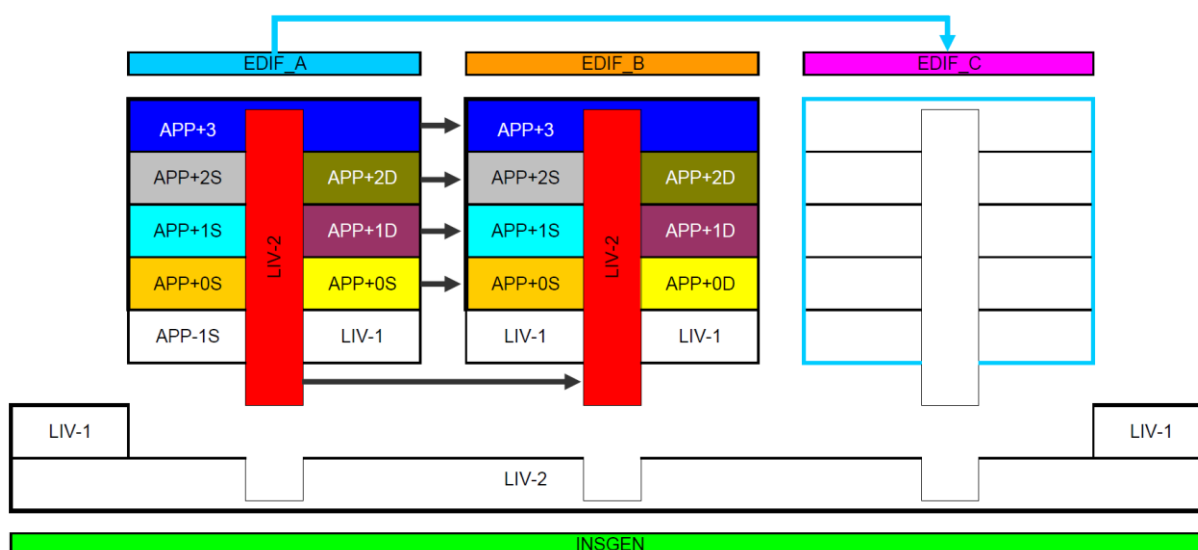 EDIF_A EDIF_B EDIF_C
APP+3 APP+3
APP+2S APP+2D APP+2S APP+2D
APP+1S LIV-2 APP+1D APP+1S LIV-2 APP+1D
APP+0S APP+0S APP+0S APP+0D
APP-1S LIV-1 LIV-1 LIV-1
LIV-1 LIV-1
LIV-2
INSGEN